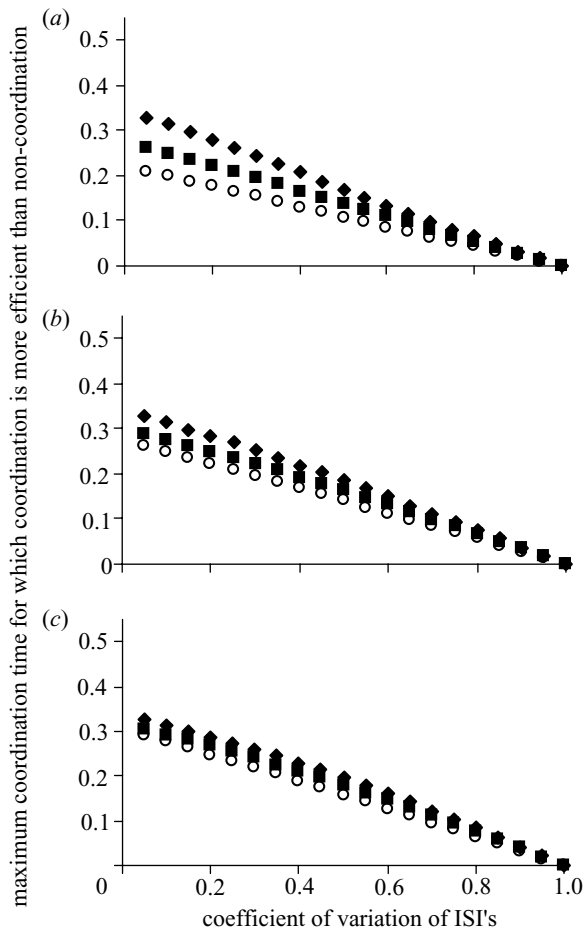 maximum coordination time for which coordination is more efficient than non-coordination
(a)
0.5
0.4
0.3
0.2
0.1
0
(b)
0.5
0.4
0.3
0.2
0.1
0
(c)
0.5
0.4
0.3
0.2
0.1
0 0.2 0.4 0.6 0.8 1.0
coefficient of variation of ISI's